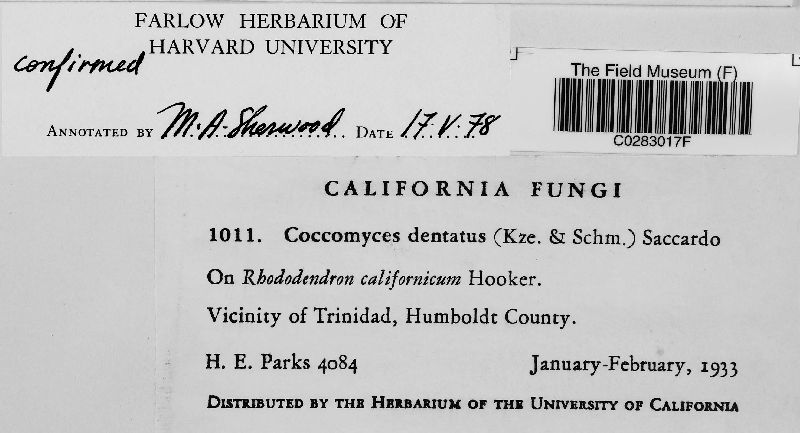 FARLOW HERBARIUM OF
HARVARD UNIVERSITY
confirmed
ANNOTATED BY M. A. Sherwood DATE 17. V. 78
The Field Museum (F)
C0283017F
CALIFORNIA FUNGI
1011. Coccomyces dentatus (Kze. & Schm.) Saccardo
On Rhododendron californicum Hooker.
Vicinity of Trinidad, Humboldt County.
H. E. Parks 4084 January-February, 1933
DISTRIBUTED BY THE HERBARIUM OF THE UNIVERSITY OF CALIFORNIA